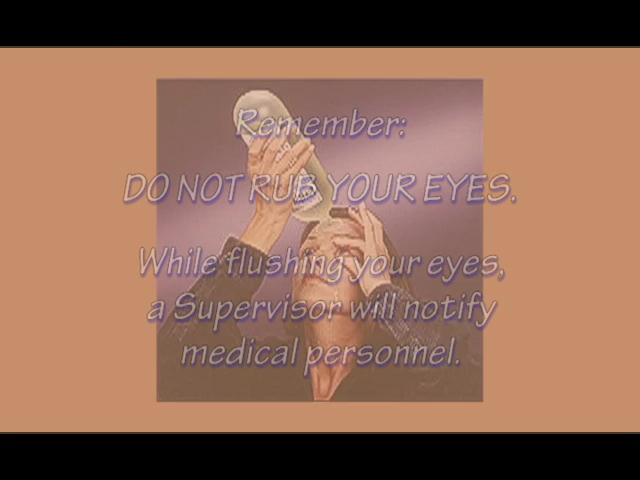 Remember:
DO NOT RUB YOUR EYES.
While flushing your eyes,
a Supervisor will notify
medical personnel.